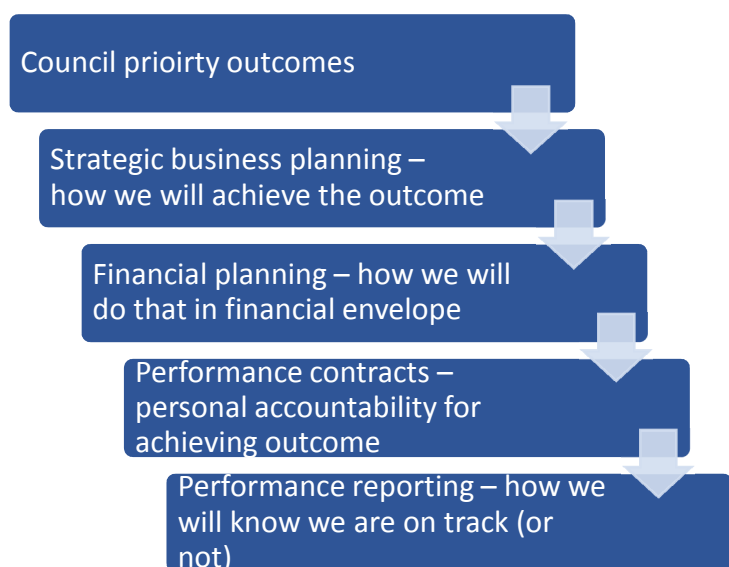 Council prioirty outcomes
Strategic business planning –
how we will achieve the outcome
Financial planning – how we will
do that in financial envelope
Performance contracts –
personal accountability for
achieving outcome
Performance reporting – how we
will know we are on track (or
not)